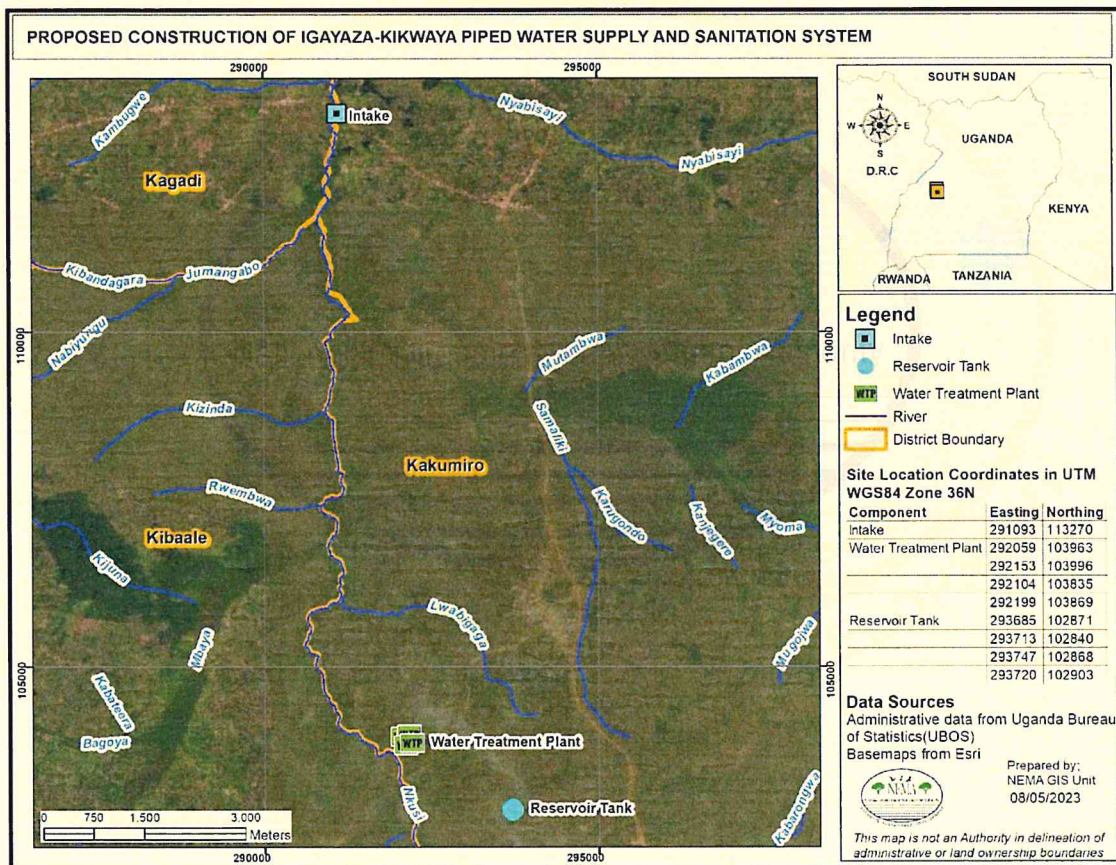 PROPOSED CONSTRUCTION OF IGAYAZA-KIKWAYA PIPED WATER SUPPLY AND SANITATION SYSTEM
290000
295000
Kambugwe
Intake
Nyabisayi
Nyabisayi
Kagadi
Kibandagara
Jumangabo
Nabiyungu
110000
110000
Mutambwa
Kabambwa
Kizinda
Samafiki
Kakumiro
Rwembwa
Karugondo
Kanjegere
Myoma
Kibaale
Kijuna
Lwabigaga
Mbaya
Mugojwa
105000
105000
Kabateera
Bagoya
WTP
Water Treatment Plant
Nkusi
Reservoir Tank
Kabarongwa
0 750 1,500 3,000
Meters
290000
295000
SOUTH SUDAN
N
W E
S
UGANDA
D.R.C
KENYA
RWANDA
TANZANIA
Legend
Intake
Reservoir Tank
WTP Water Treatment Plant
River
District Boundary
Site Location Coordinates in UTM
WGS84 Zone 36N
Component Easting Northing
Intake 291093 113270
Water Treatment Plant 292059 103963
292153 103996
292104 103835
292199 103869
Reservoir Tank 293685 102871
293713 102840
293747 102868
293720 102903
Data Sources
Administrative data from Uganda Bureau
of Statistics(UBOS)
Basemaps from Esri
Prepared by;
NEMA GIS Unit
08/05/2023
NEMA
This map is not an Authority in delineation of
administrative or land ownership boundaries